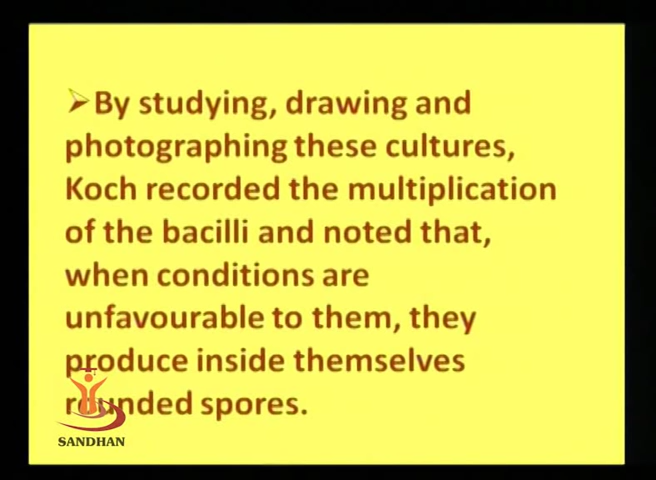 ➢By studying, drawing and
photographing these cultures,
Koch recorded the multiplication
of the bacilli and noted that,
when conditions are
unfavourable to them, they
produce inside themselves
rounded spores.
SANDHAN